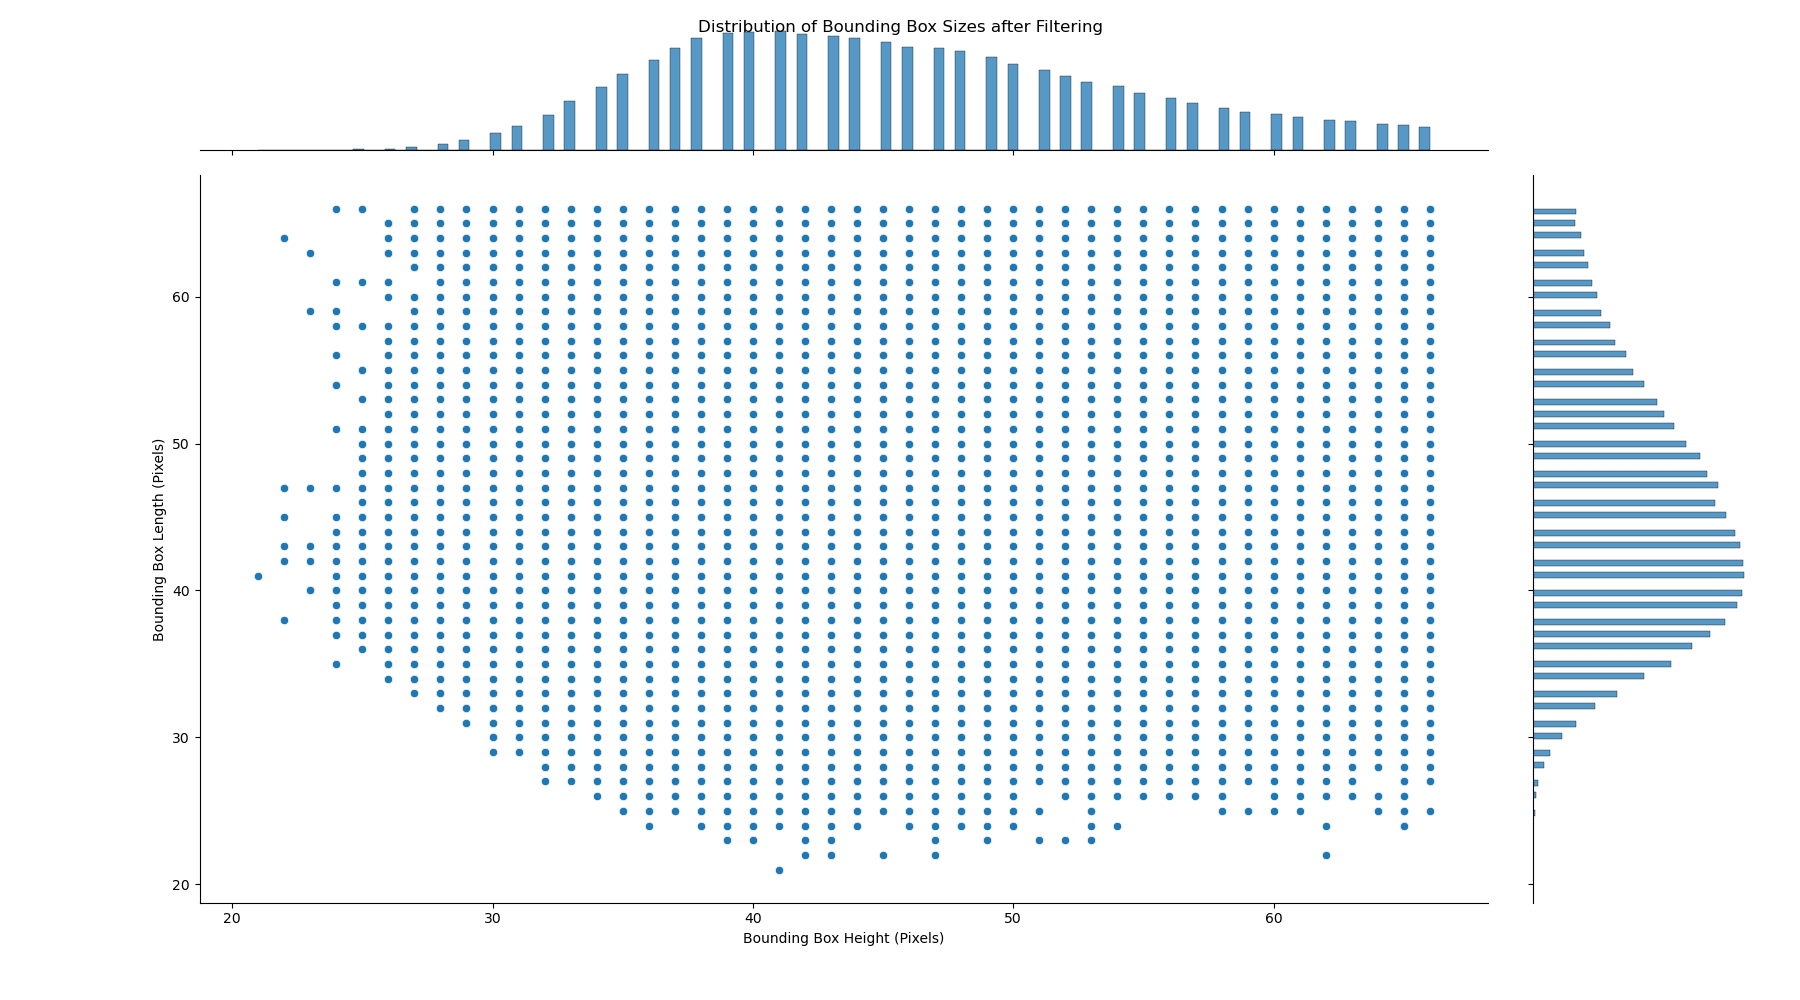 Distribution of Bounding Box Sizes after Filtering
Bounding Box Length (Pixels)
60
50
40
30
20
20 30 40 50 60
Bounding Box Height (Pixels)